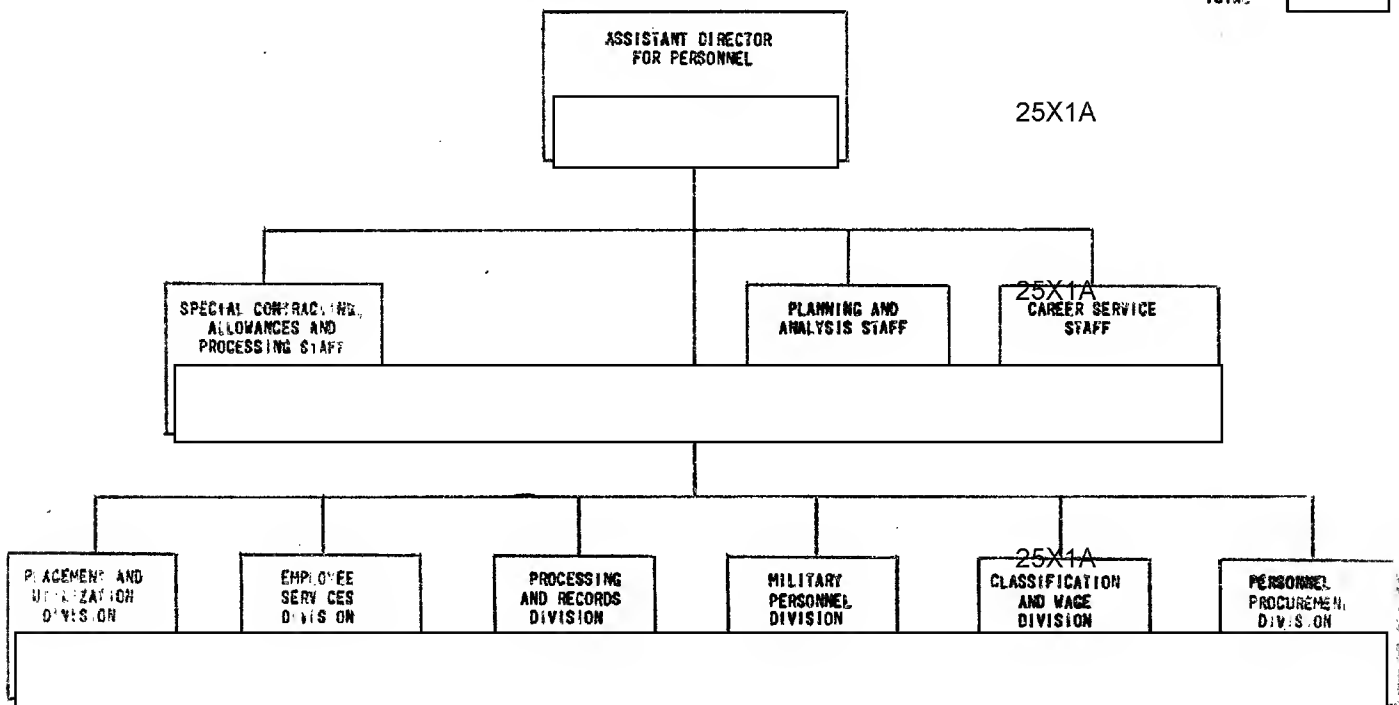 ASSISTANT DIRECTOR
FOR PERSONNEL
25X1A
SPECIAL CONTRACTING,
ALLOWANCES AND
PROCESSING STAFF
PLANNING AND
ANALYSIS STAFF
25X1A
CAREER SERVICE
STAFF
PLACEMENT AND
UTILIZATION
DIVISION
EMPLOYEE
SERVICES
DIVISION
PROCESSING
AND RECORDS
DIVISION
MILITARY
PERSONNEL
DIVISION
25X1A
CLASSIFICATION
AND WAGE
DIVISION
PERSONNEL
PROCUREMENT
DIVISION